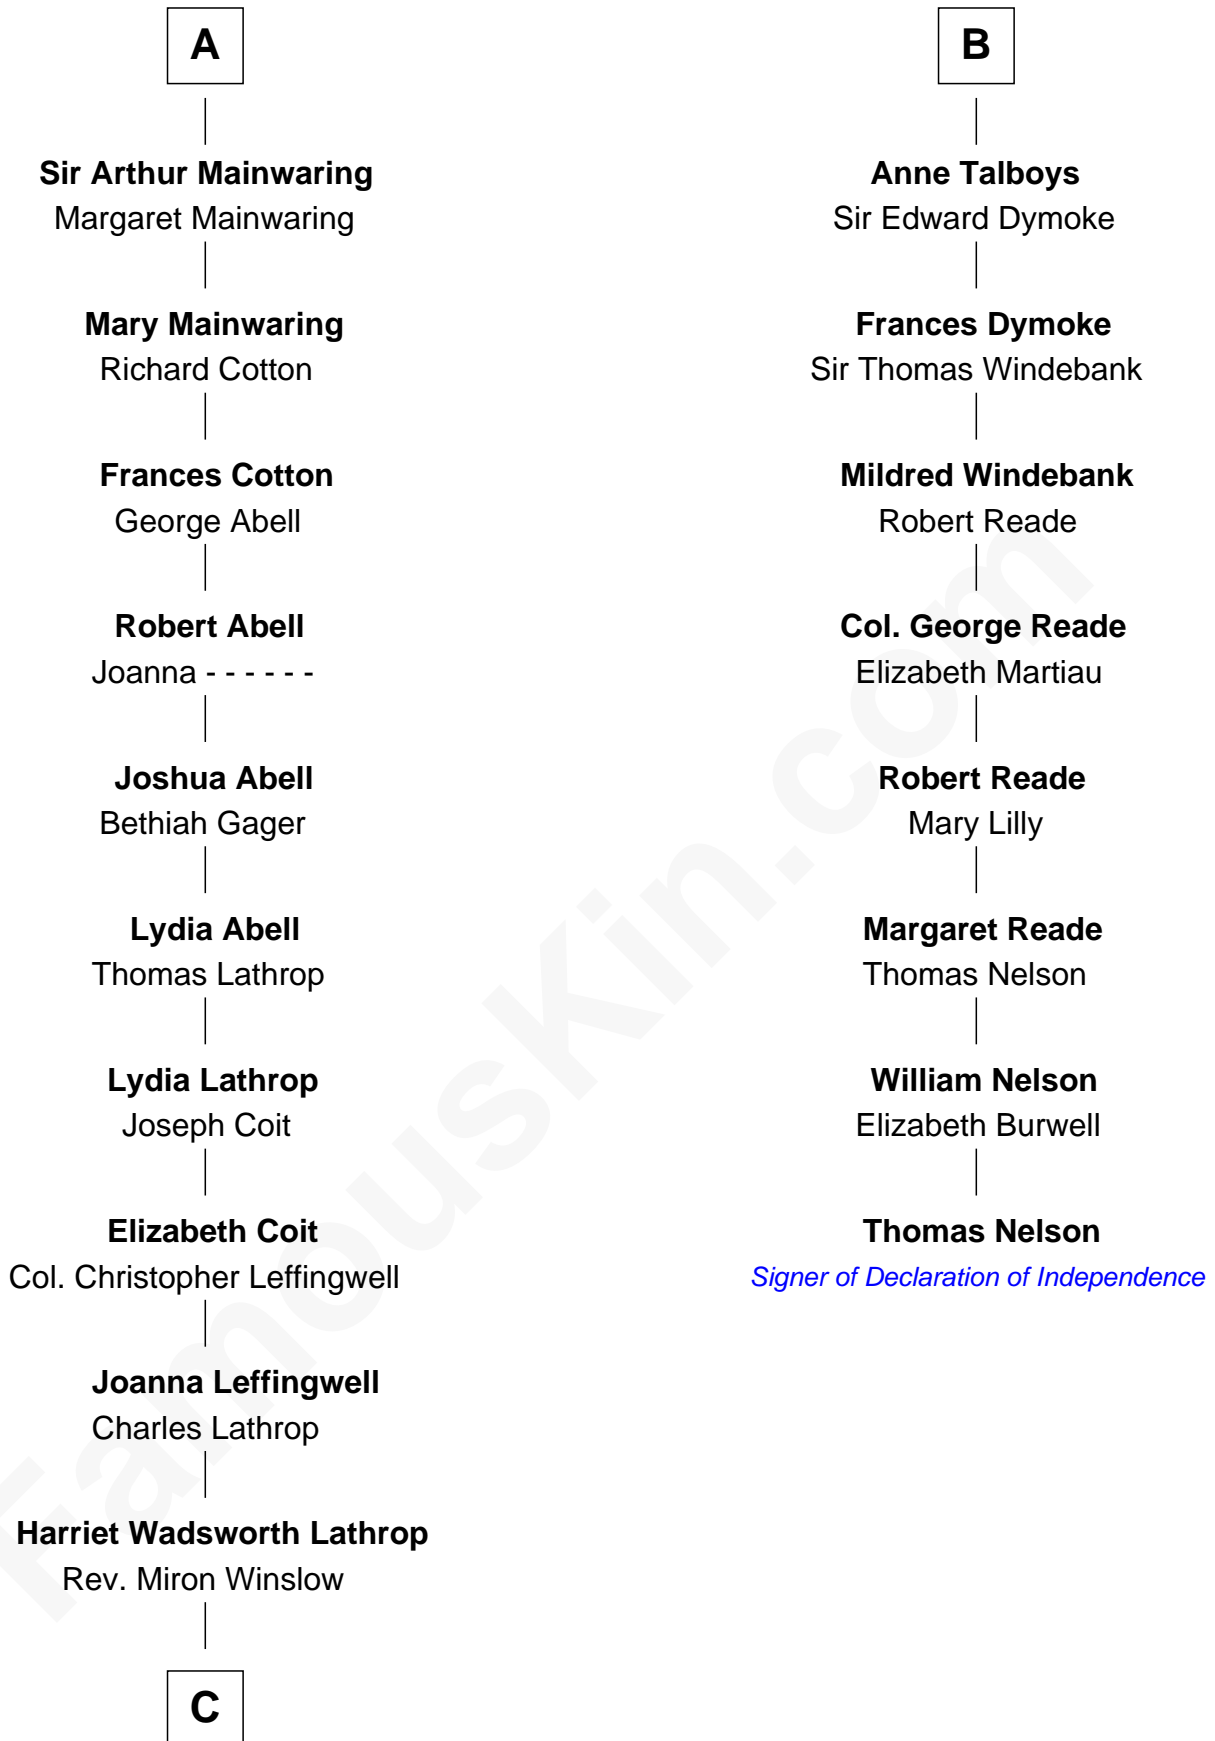 A
Sir Arthur Mainwaring
Margaret Mainwaring
Mary Mainwaring
Richard Cotton
Frances Cotton
George Abell
Robert Abell
Joanna - - - - - -
Joshua Abell
Bethiah Gager
Lydia Abell
Thomas Lathrop
Lydia Lathrop
Joseph Coit
Elizabeth Coit
Col. Christopher Leffingwell
Joanna Leffingwell
Charles Lathrop
Harriet Wadsworth Lathrop
Rev. Miron Winslow
C
B
Anne Talboys
Sir Edward Dymoke
Frances Dymoke
Sir Thomas Windebank
Mildred Windebank
Robert Reade
Col. George Reade
Elizabeth Martiau
Robert Reade
Mary Lilly
Margaret Reade
Thomas Nelson
William Nelson
Elizabeth Burwell
Thomas Nelson
Signer of Declaration of Independence
FamousKin.com